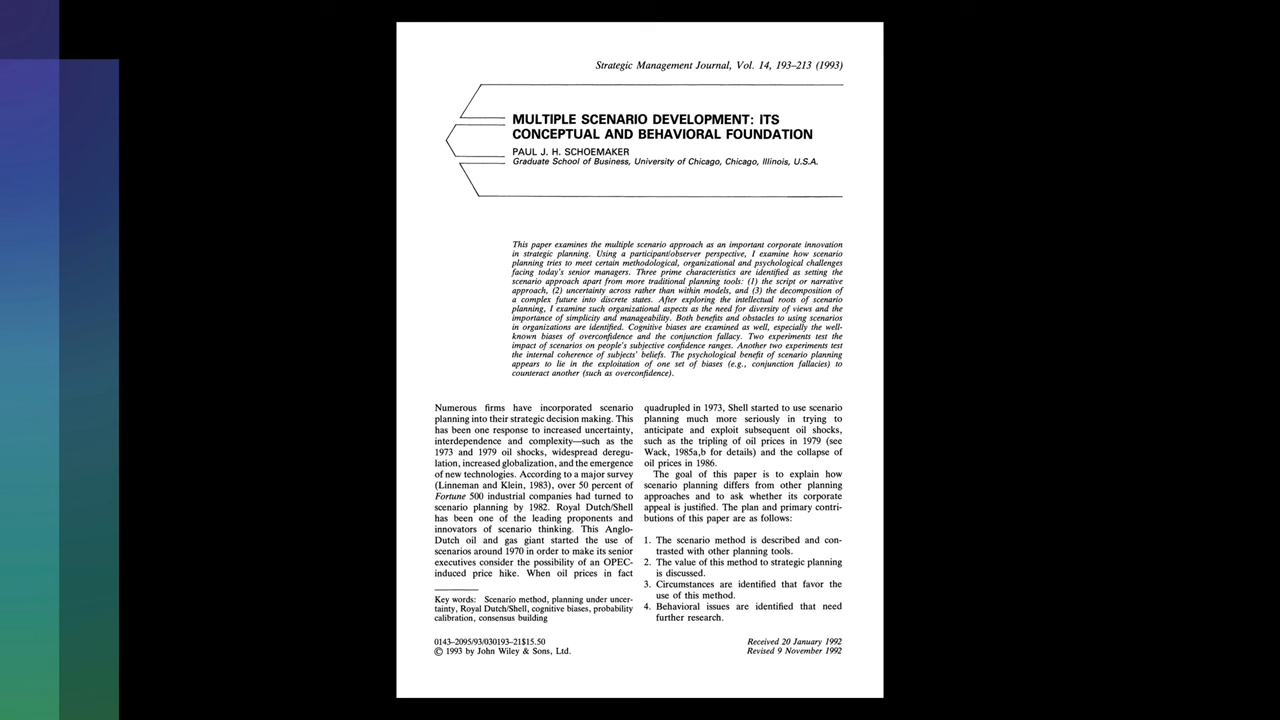 Strategic Management Journal, Vol. 14, 193–213 (1993)
MULTIPLE SCENARIO DEVELOPMENT: ITS
CONCEPTUAL AND BEHAVIORAL FOUNDATION
PAUL J. H. SCHOEMAKER
Graduate School of Business, University of Chicago, Chicago, Illinois, U.S.A.
This paper examines the multiple scenario approach as an important corporate innovation
in strategic planning. Using a participant/observer perspective, I examine how scenario
planning tries to meet certain methodological, organizational and psychological challenges
facing today's senior managers. Three prime characteristics are identified as setting the
scenario approach apart from more traditional planning tools: (1) the script or narrative
approach, (2) uncertainty across rather than within models, and (3) the decomposition of
a complex future into discrete states. After exploring the intellectual roots of scenario
planning, I examine such organizational aspects as the need for diversity of views and the
importance of simplicity and manageability. Both benefits and obstacles to using scenarios
in organizations are identified. Cognitive biases are examined as well, especially the well-
known biases of overconfidence and the conjunction fallacy. Two experiments test the
impact of scenarios on people's subjective confidence ranges. Another two experiments test
the internal coherence of subjects' beliefs. The psychological benefit of scenario planning
appears to lie in the exploitation of one set of biases (e.g., conjunction fallacies) to
counteract another (such as overconfidence).
Numerous firms have incorporated scenario
planning into their strategic decision making. This
has been one response to increased uncertainty,
interdependence and complexity—such as the
1973 and 1979 oil shocks, widespread deregu-
lation, increased globalization, and the emergence
of new technologies. According to a major survey
(Linneman and Klein, 1983), over 50 percent of
Fortune 500 industrial companies had turned to
scenario planning by 1982. Royal Dutch/Shell
has been one of the leading proponents and
innovators of scenario thinking. This Anglo-
Dutch oil and gas giant started the use of
scenarios around 1970 in order to make its senior
executives consider the possibility of an OPEC-
induced price hike. When oil prices in fact
Key words: Scenario method, planning under uncer-
tainty, Royal Dutch/Shell, cognitive biases, probability
calibration, consensus building
quadrupled in 1973, Shell started to use scenario
planning much more seriously in trying to
anticipate and exploit subsequent oil shocks,
such as the tripling of oil prices in 1979 (see
Wack, 1985a,b for details) and the collapse of
oil prices in 1986.
The goal of this paper is to explain how
scenario planning differs from other planning
approaches and to ask whether its corporate
appeal is justified. The plan and primary contri-
butions of this paper are as follows:
1. The scenario method is described and con-
trasted with other planning tools.
2. The value of this method to strategic planning
is discussed.
3. Circumstances are identified that favor the
use of this method.
4. Behavioral issues are identified that need
further research.
0143–2095/93/030193–21$15.50
© 1993 by John Wiley & Sons, Ltd.
Received 20 January 1992
Revised 9 November 1992